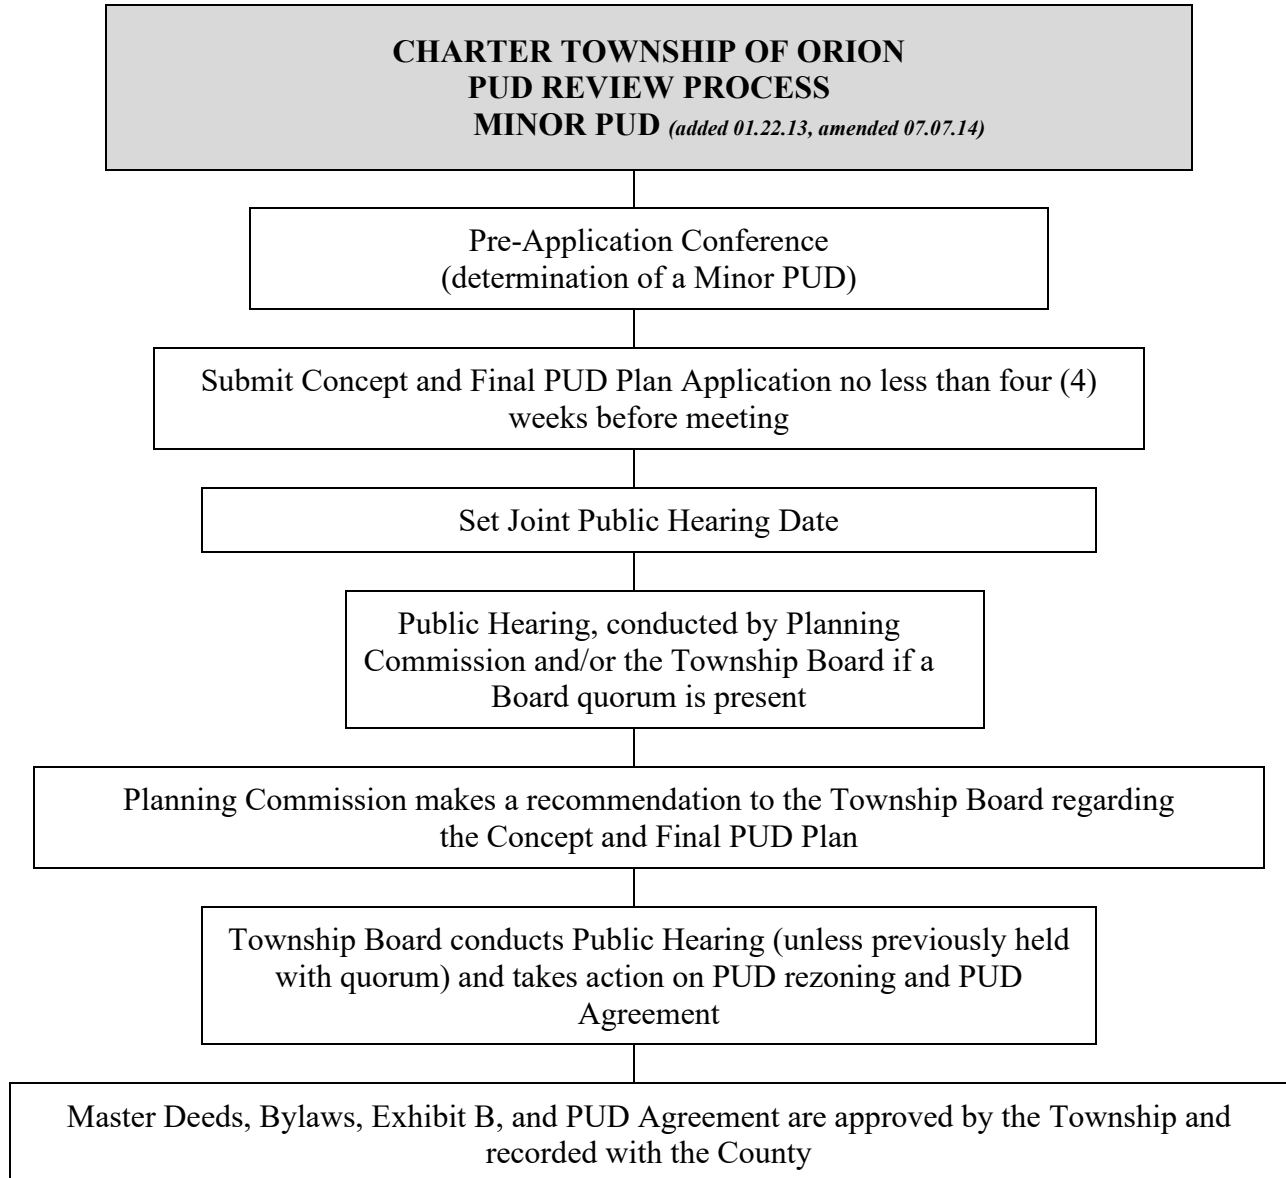 CHARTER TOWNSHIP OF ORION
PUD REVIEW PROCESS
MINOR PUD (added 01.22.13, amended 07.07.14)
Pre-Application Conference
(determination of a Minor PUD)
Submit Concept and Final PUD Plan Application no less than four (4)
weeks before meeting
Set Joint Public Hearing Date
Public Hearing, conducted by Planning
Commission and/or the Township Board if a
Board quorum is present
Planning Commission makes a recommendation to the Township Board regarding
the Concept and Final PUD Plan
Township Board conducts Public Hearing (unless previously held
with quorum) and takes action on PUD rezoning and PUD
Agreement
Master Deeds, Bylaws, Exhibit B, and PUD Agreement are approved by the Township and
recorded with the County